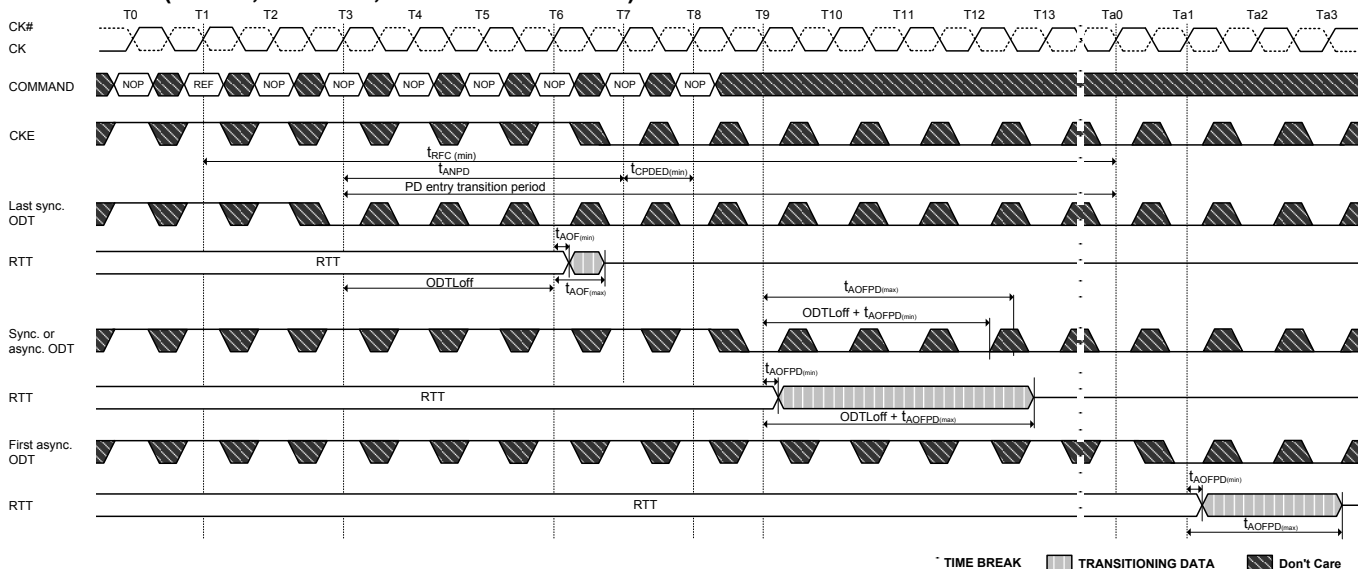 T0 T1 T2 T3 T4 T5 T6 T7 T8 T9 T10 T11 T12 T13 Ta0 Ta1 Ta2 Ta3
CK#
CK
COMMAND NOP REF NOP NOP NOP NOP NOP NOP NOP
CKE
tRFC (min)
tANPD tCPDED(min)
PD entry transition period
Last sync.
ODT
tAOF(min)
RTT RTT
ODTLoff tAOF(max)
tAOFPD(max)
ODTLoff + tAOFPD(min)
Sync. or
async. ODT
tAOFPD(min)
RTT RTT
ODTLoff + tAOFPD(max)
First async.
ODT
tAOFPD(min)
RTT RTT
tAOFPD(max)
TIME BREAK TRANSITIONING DATA Don't Care